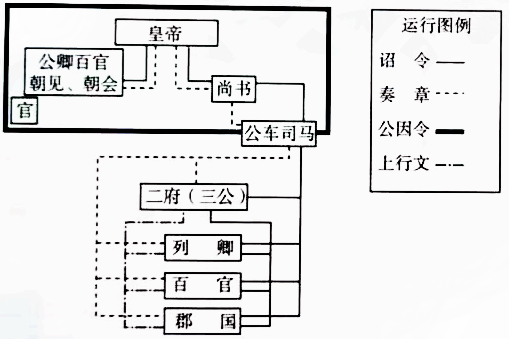 皇帝
公卿百官
朝见、朝会
尚书
官
公车司马
二府（三公）
列 卿
百 官
郡 国
运行图例
诏 令
奏 章
公因令
上行文